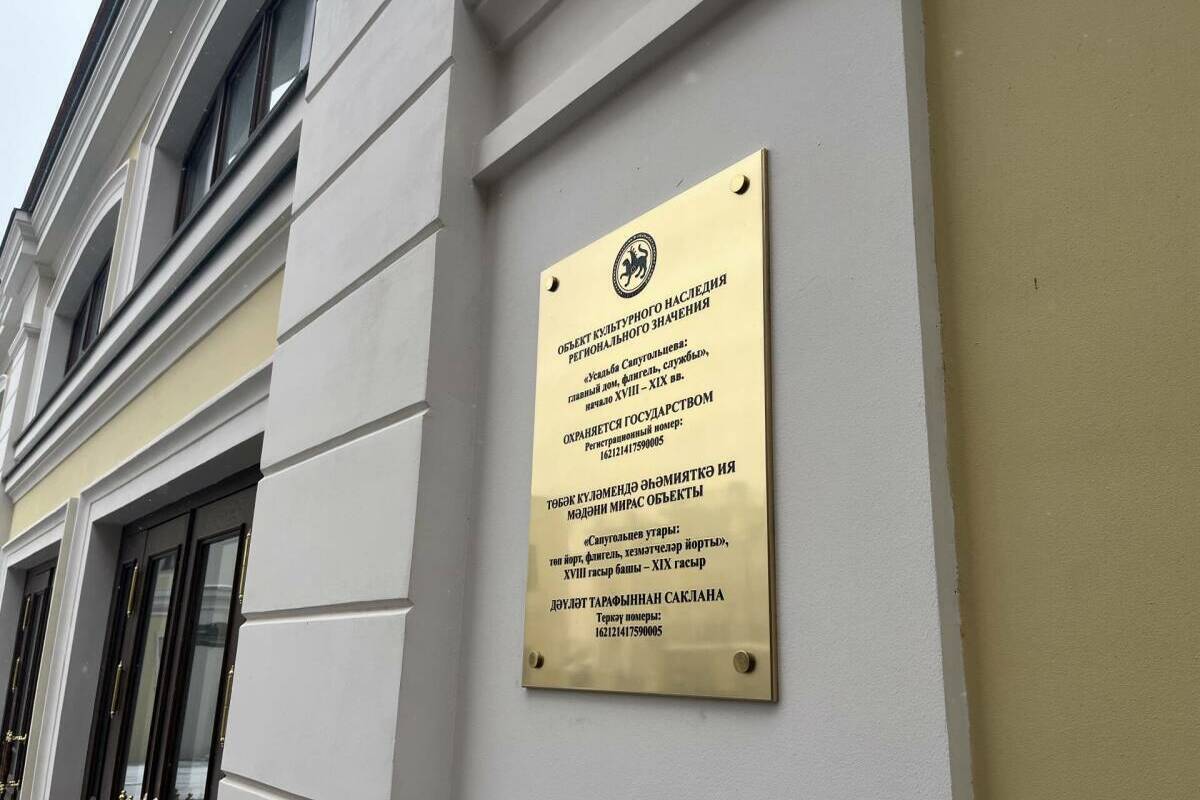 ОБЪЕКТ КУЛЬТУРНОГО НАСЛЕДИЯ
РЕГИОНАЛЬНОГО ЗНАЧЕНИЯ
«Усадьба Сапугольцева:
главный дом, флигель, службы»,
начало XVIII – XIX вв.
ОХРАНЯЕТСЯ ГОСУДАРСТВОМ
Регистрационный номер:
162121417590005
ТӨБӘК КҮЛӘМЕНДӘ ӘҺӘМИЯТКӘ ИЯ
МӘДӘНИ МИРАС ОБЪЕКТЫ
«Сапугольцев утары:
төп йорт, флигель, хезмәтчеләр йорты»,
XVIII гасыр башы – XIX гасыр
ДӘҮЛӘТ ТАРАФЫННАН САКЛАНА
Теркәү номеры:
162121417590005